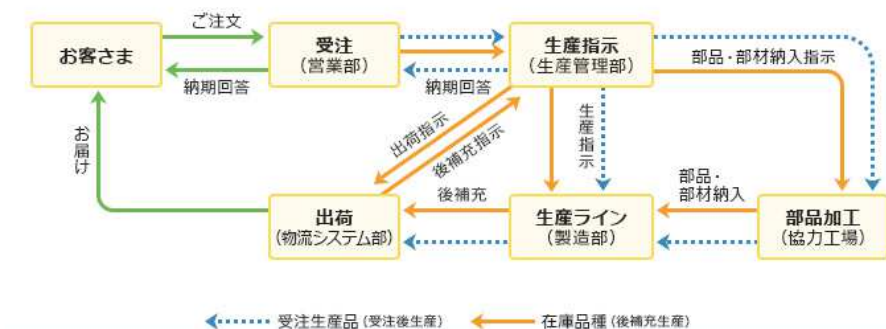 ご注文
お客さま
受注
(営業部)
生産指示
(生産管理部)
部品・部材納入指示
納期回答
納期回答
出荷指示
後補充指示
生産指示
お届け
部品・
部材納入
後補充
出荷
(物流システム部)
生産ライン
(製造部)
部品加工
(協力工場)
受注生産品(受注後生産)
在庫品種(後補充生産)